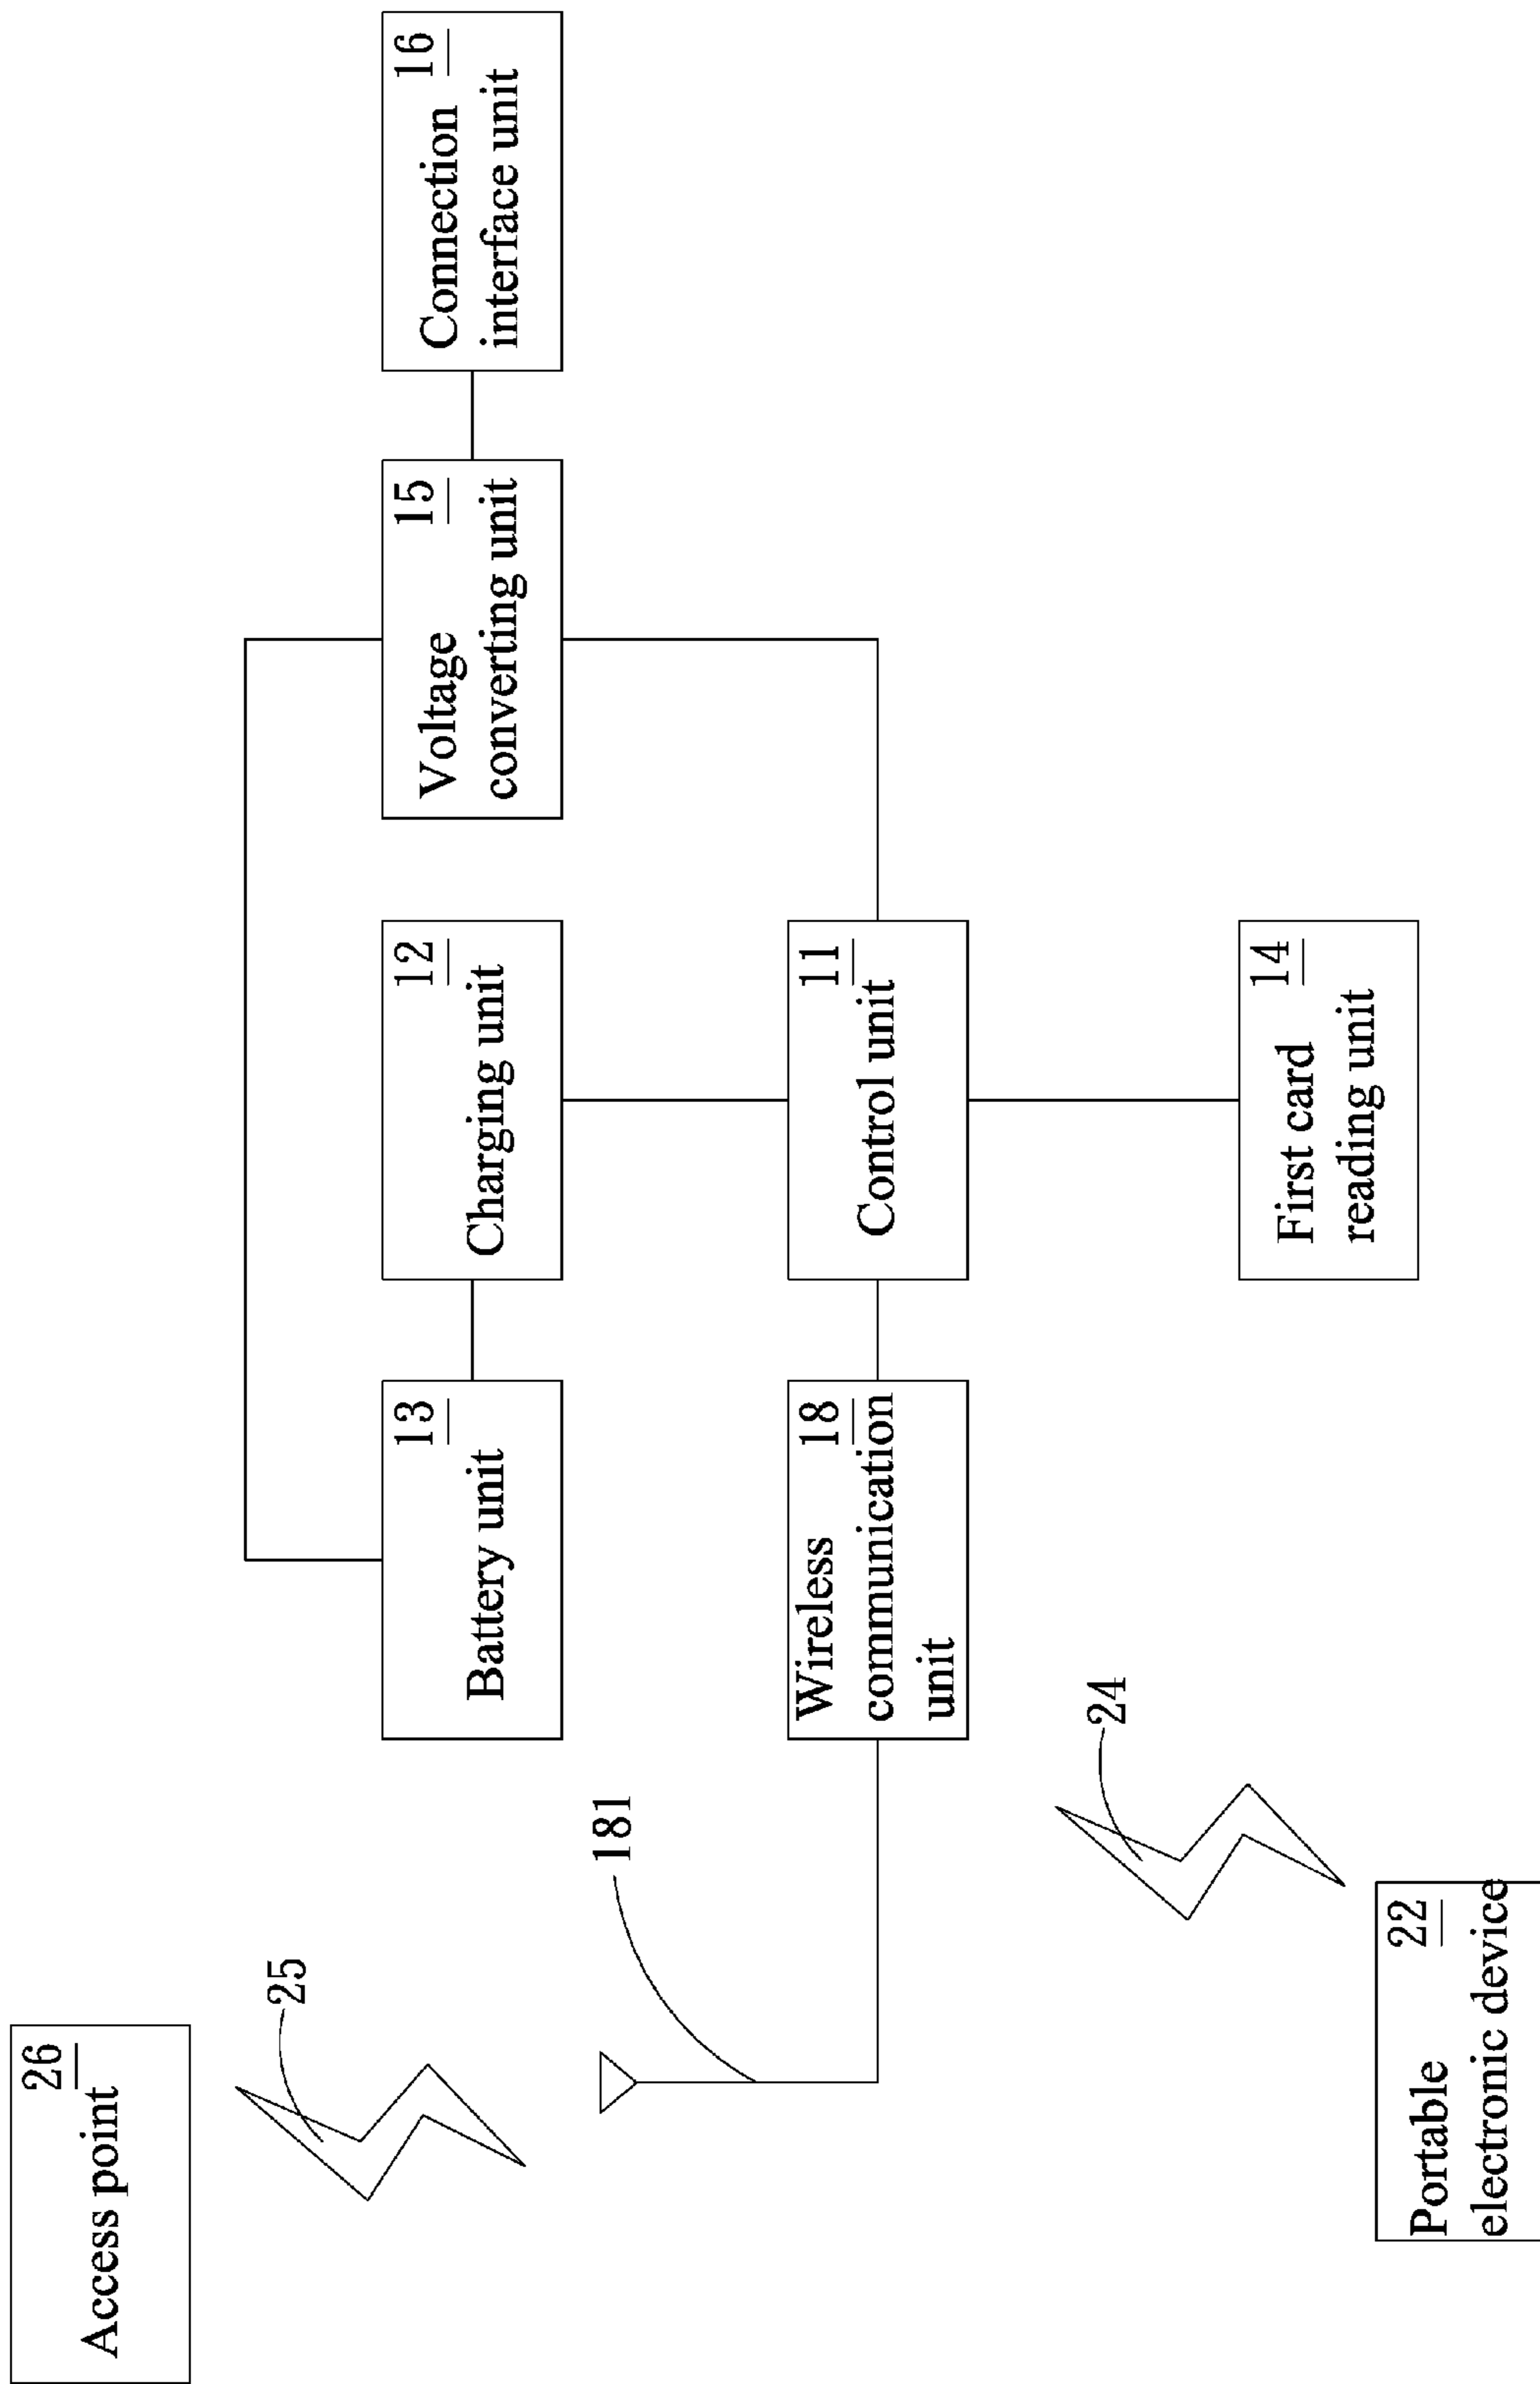 26
Access point
25
181
13
Battery unit
12
Charging unit
15
Voltage
converting unit
16
Connection
interface unit
18
Wireless
communication
unit
11
Control unit
24
22
Portable
electronic device
14
First card
reading unit